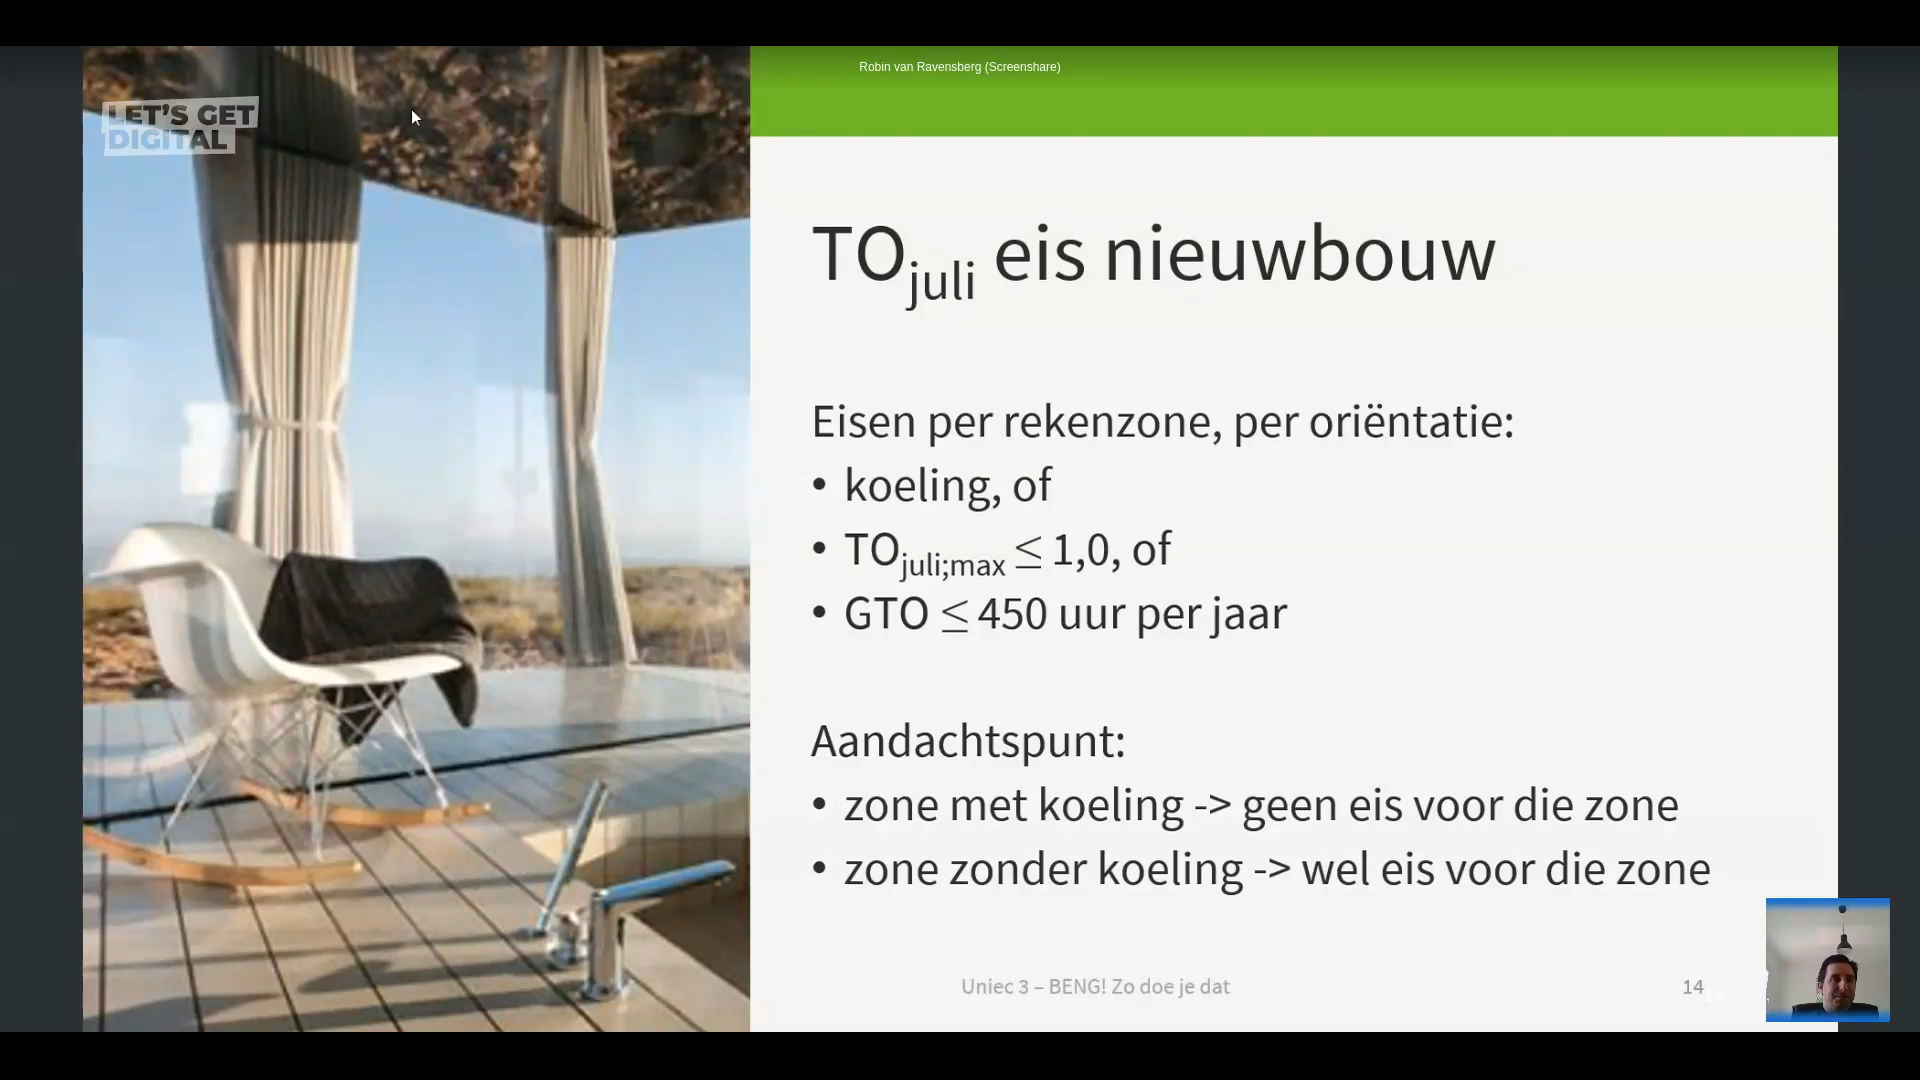 Robin van Ravensberg (Screenshare)
LET'S GET
DIGITAL
TOjuli eis nieuwbouw
Eisen per rekenzone, per oriëntatie:
• koeling, of
• TOjuli;max ≤ 1,0, of
• GTO ≤ 450 uur per jaar
Aandachtspunt:
• zone met koeling -> geen eis voor die zone
• zone zonder koeling -> wel eis voor die zone
Uniec 3 – BENG! Zo doe je dat
14